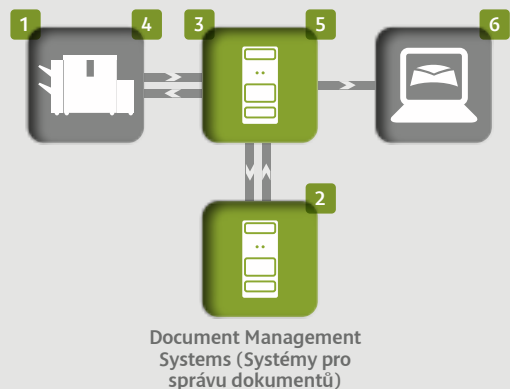 1 4 3 5 6
2
Document Management
Systems (Systémy pro
správu dokumentů)